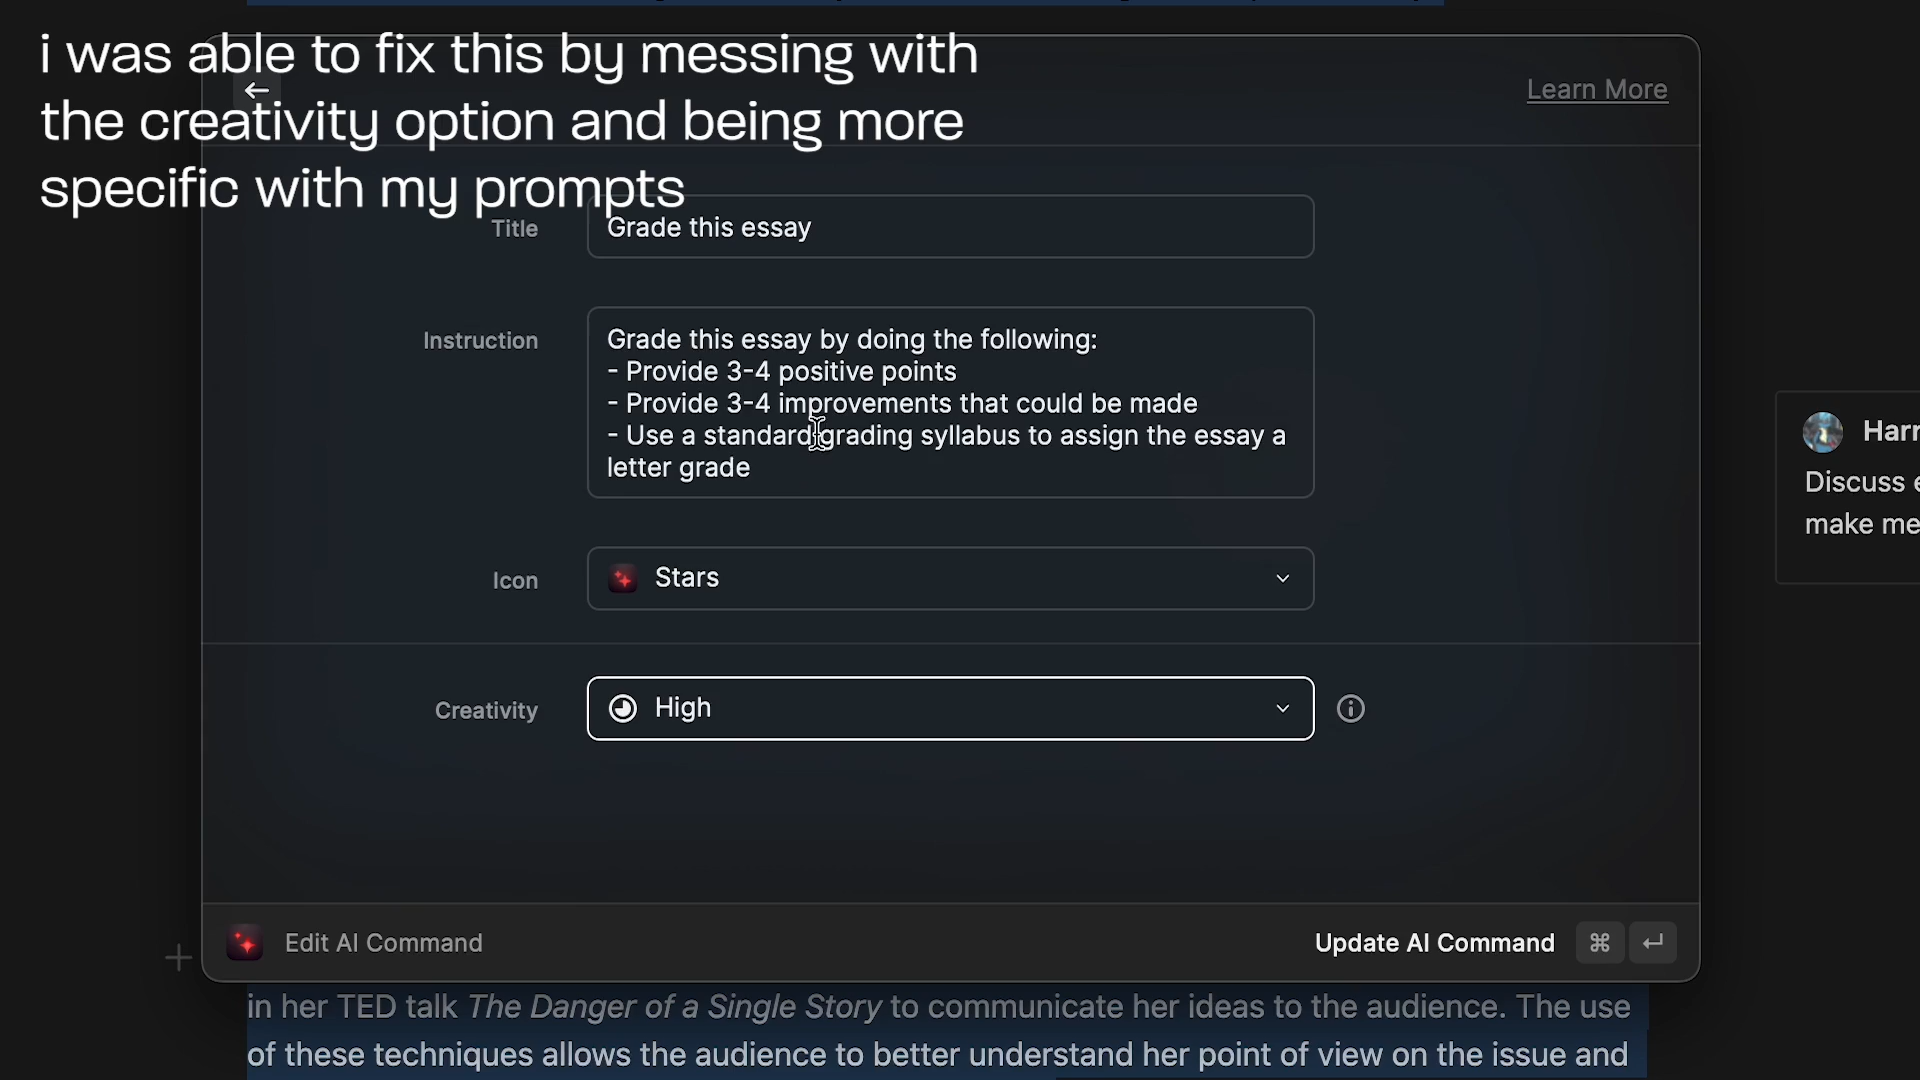 i was able to fix this by messing with
the creativity option and being more
specific with my prompts
Learn More
Title
Grade this essay
Instruction
Grade this essay by doing the following:
- Provide 3-4 positive points
- Provide 3-4 improvements that could be made
- Use a standard grading syllabus to assign the essay a
letter grade
Icon
Stars
Creativity
High
Harr
Discuss
make me
Edit AI Command
Update AI Command ⌘ ↵
in her TED talk The Danger of a Single Story to communicate her ideas to the audience. The use
of these techniques allows the audience to better understand her point of view on the issue and